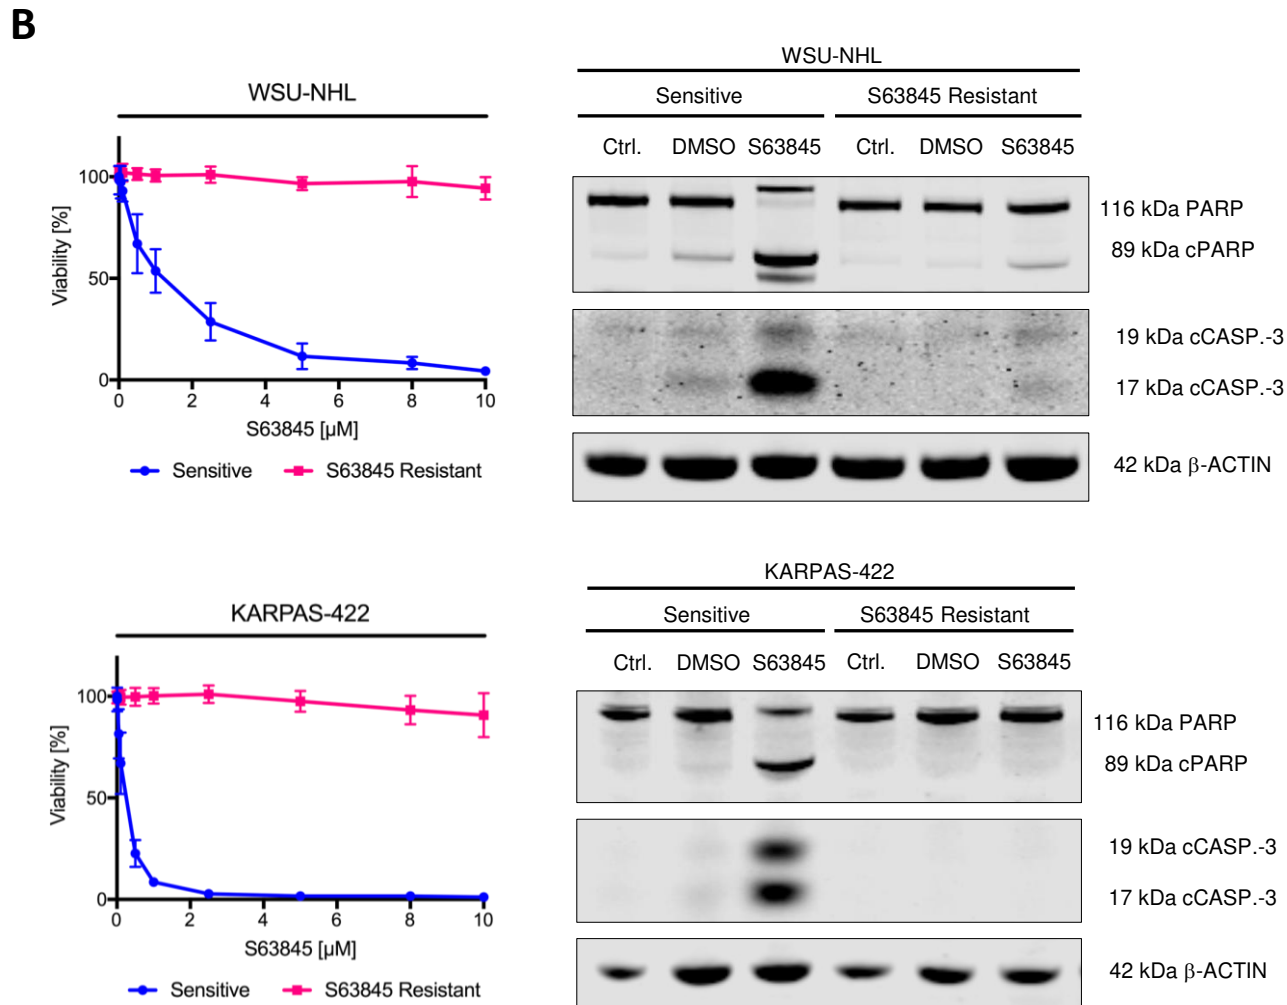 B
WSU-NHL
Viability [%]
100
50
0
0 2 4 6 8 10
S63845 [µM]
Sensitive S63845 Resistant
WSU-NHL
Sensitive S63845 Resistant
Ctrl. DMSO S63845 Ctrl. DMSO S63845
116 kDa PARP
89 kDa cPARP
19 kDa cCASP.-3
17 kDa cCASP.-3
42 kDa β-ACTIN
KARPAS-422
Viability [%]
100
50
0
0 2 4 6 8 10
S63845 [µM]
Sensitive S63845 Resistant
KARPAS-422
Sensitive S63845 Resistant
Ctrl. DMSO S63845 Ctrl. DMSO S63845
116 kDa PARP
89 kDa cPARP
19 kDa cCASP.-3
17 kDa cCASP.-3
42 kDa β-ACTIN